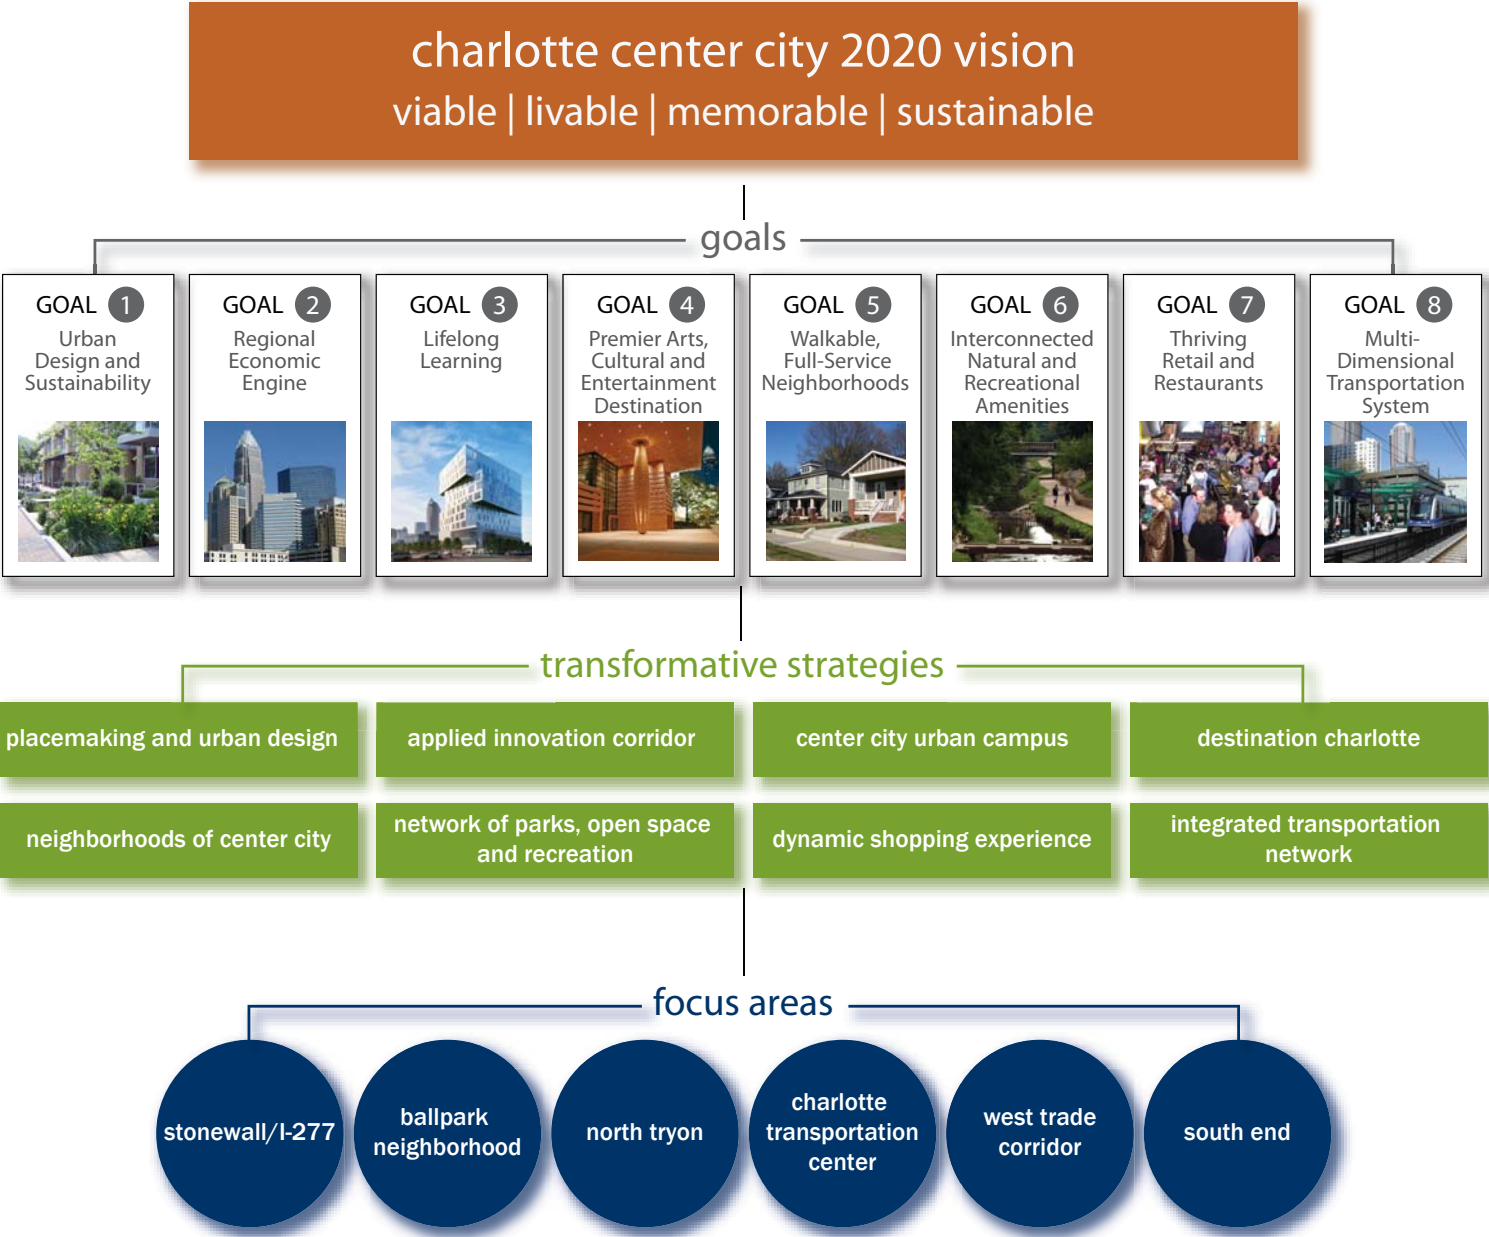 charlotte center city 2020 vision
viable | livable | memorable | sustainable
goals
GOAL 1
Urban
Design and
Sustainability
GOAL 2
Regional
Economic
Engine
GOAL 3
Lifelong
Learning
GOAL 4
Premier Arts,
Cultural and
Entertainment
Destination
GOAL 5
Walkable,
Full-Service
Neighborhoods
GOAL 6
Interconnected
Natural and
Recreational
Amenities
GOAL 7
Thriving
Retail and
Restaurants
GOAL 8
Multi-
Dimensional
Transportation
System
transformative strategies
placemaking and urban design
applied innovation corridor
center city urban campus
destination charlotte
neighborhoods of center city
network of parks, open space
and recreation
dynamic shopping experience
integrated transportation
network
focus areas
stonewall/I-277
ballpark
neighborhood
north tryon
charlotte
transportation
center
west trade
corridor
south end